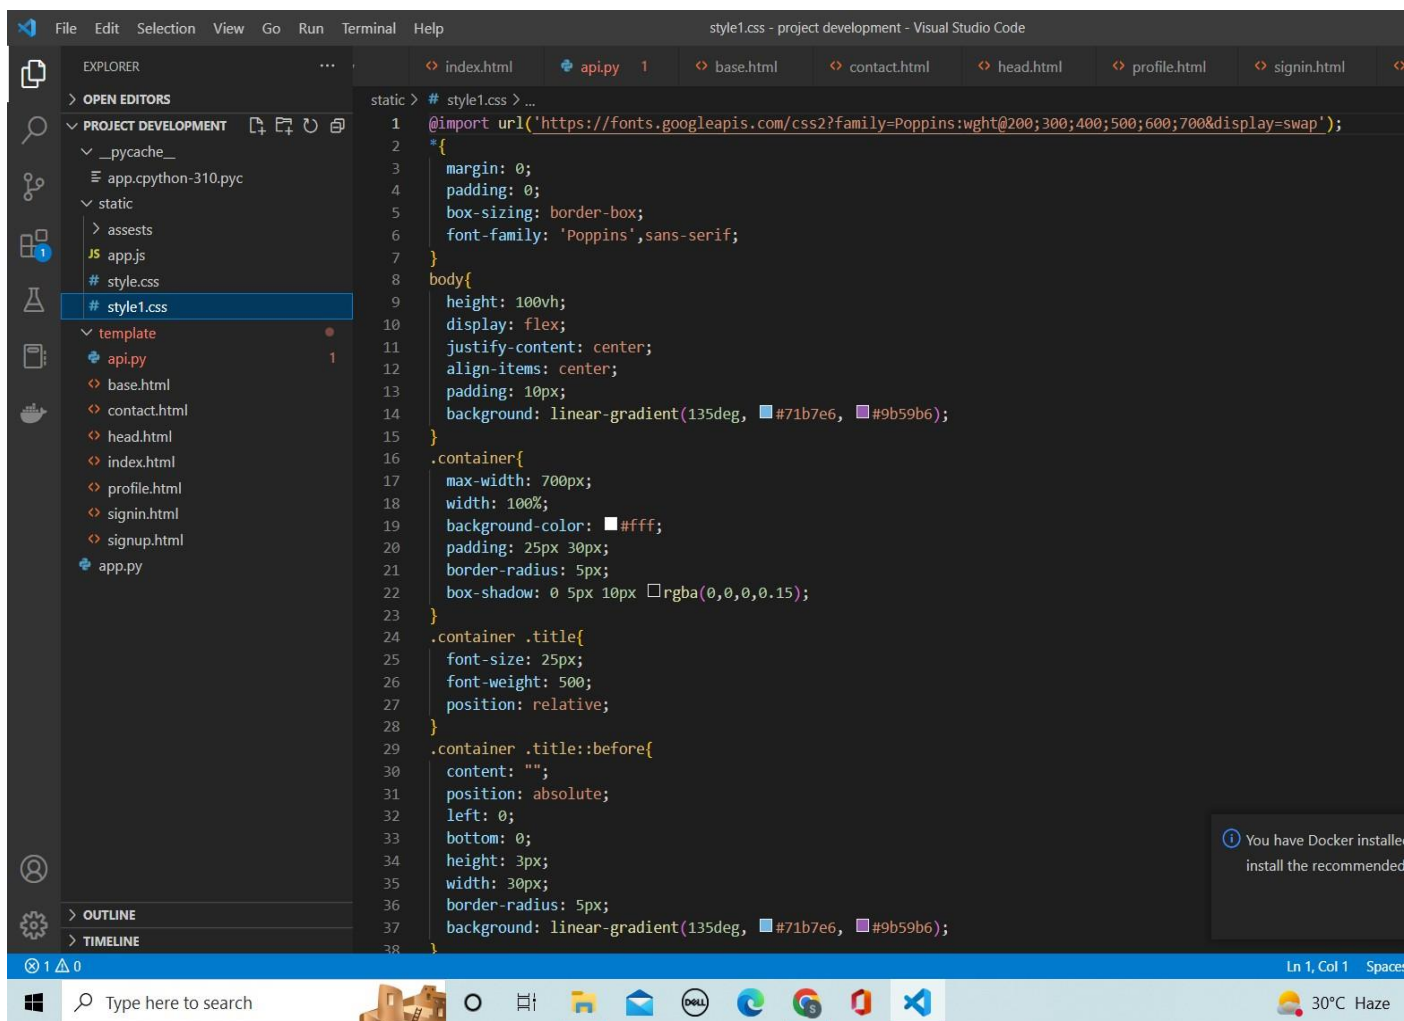 File Edit Selection View Go Run Terminal Help
style1.css - project development - Visual Studio Code
EXPLORER
OPEN EDITORS
PROJECT DEVELOPMENT
__pycache__
app.cpython-310.pyc
static
assests
JS app.js
# style.css
# style1.css
template
api.py 1
base.html
contact.html
head.html
index.html
profile.html
signin.html
signup.html
app.py
OUTLINE
TIMELINE
index.html api.py 1 base.html contact.html head.html profile.html signin.html
static > # style1.css > ...
1 @import url('https://fonts.googleapis.com/css2?family=Poppins:wght@200;300;400;500;600;700&display=swap');
2 *{
3 margin: 0;
4 padding: 0;
5 box-sizing: border-box;
6 font-family: 'Poppins',sans-serif;
7 }
8 body{
9 height: 100vh;
10 display: flex;
11 justify-content: center;
12 align-items: center;
13 padding: 10px;
14 background: linear-gradient(135deg, #71b7e6, #9b59b6);
15 }
16 .container{
17 max-width: 700px;
18 width: 100%;
19 background-color: #fff;
20 padding: 25px 30px;
21 border-radius: 5px;
22 box-shadow: 0 5px 10px rgba(0,0,0,0.15);
23 }
24 .container .title{
25 font-size: 25px;
26 font-weight: 500;
27 position: relative;
28 }
29 .container .title::before{
30 content: "";
31 position: absolute;
32 left: 0;
33 bottom: 0;
34 height: 3px;
35 width: 30px;
36 border-radius: 5px;
37 background: linear-gradient(135deg, #71b7e6, #9b59b6);
38 }
You have Docker installe
install the recommended
1
1 0
Ln 1, Col 1 Spaces
Type here to search
DELL
S
30°C Haze